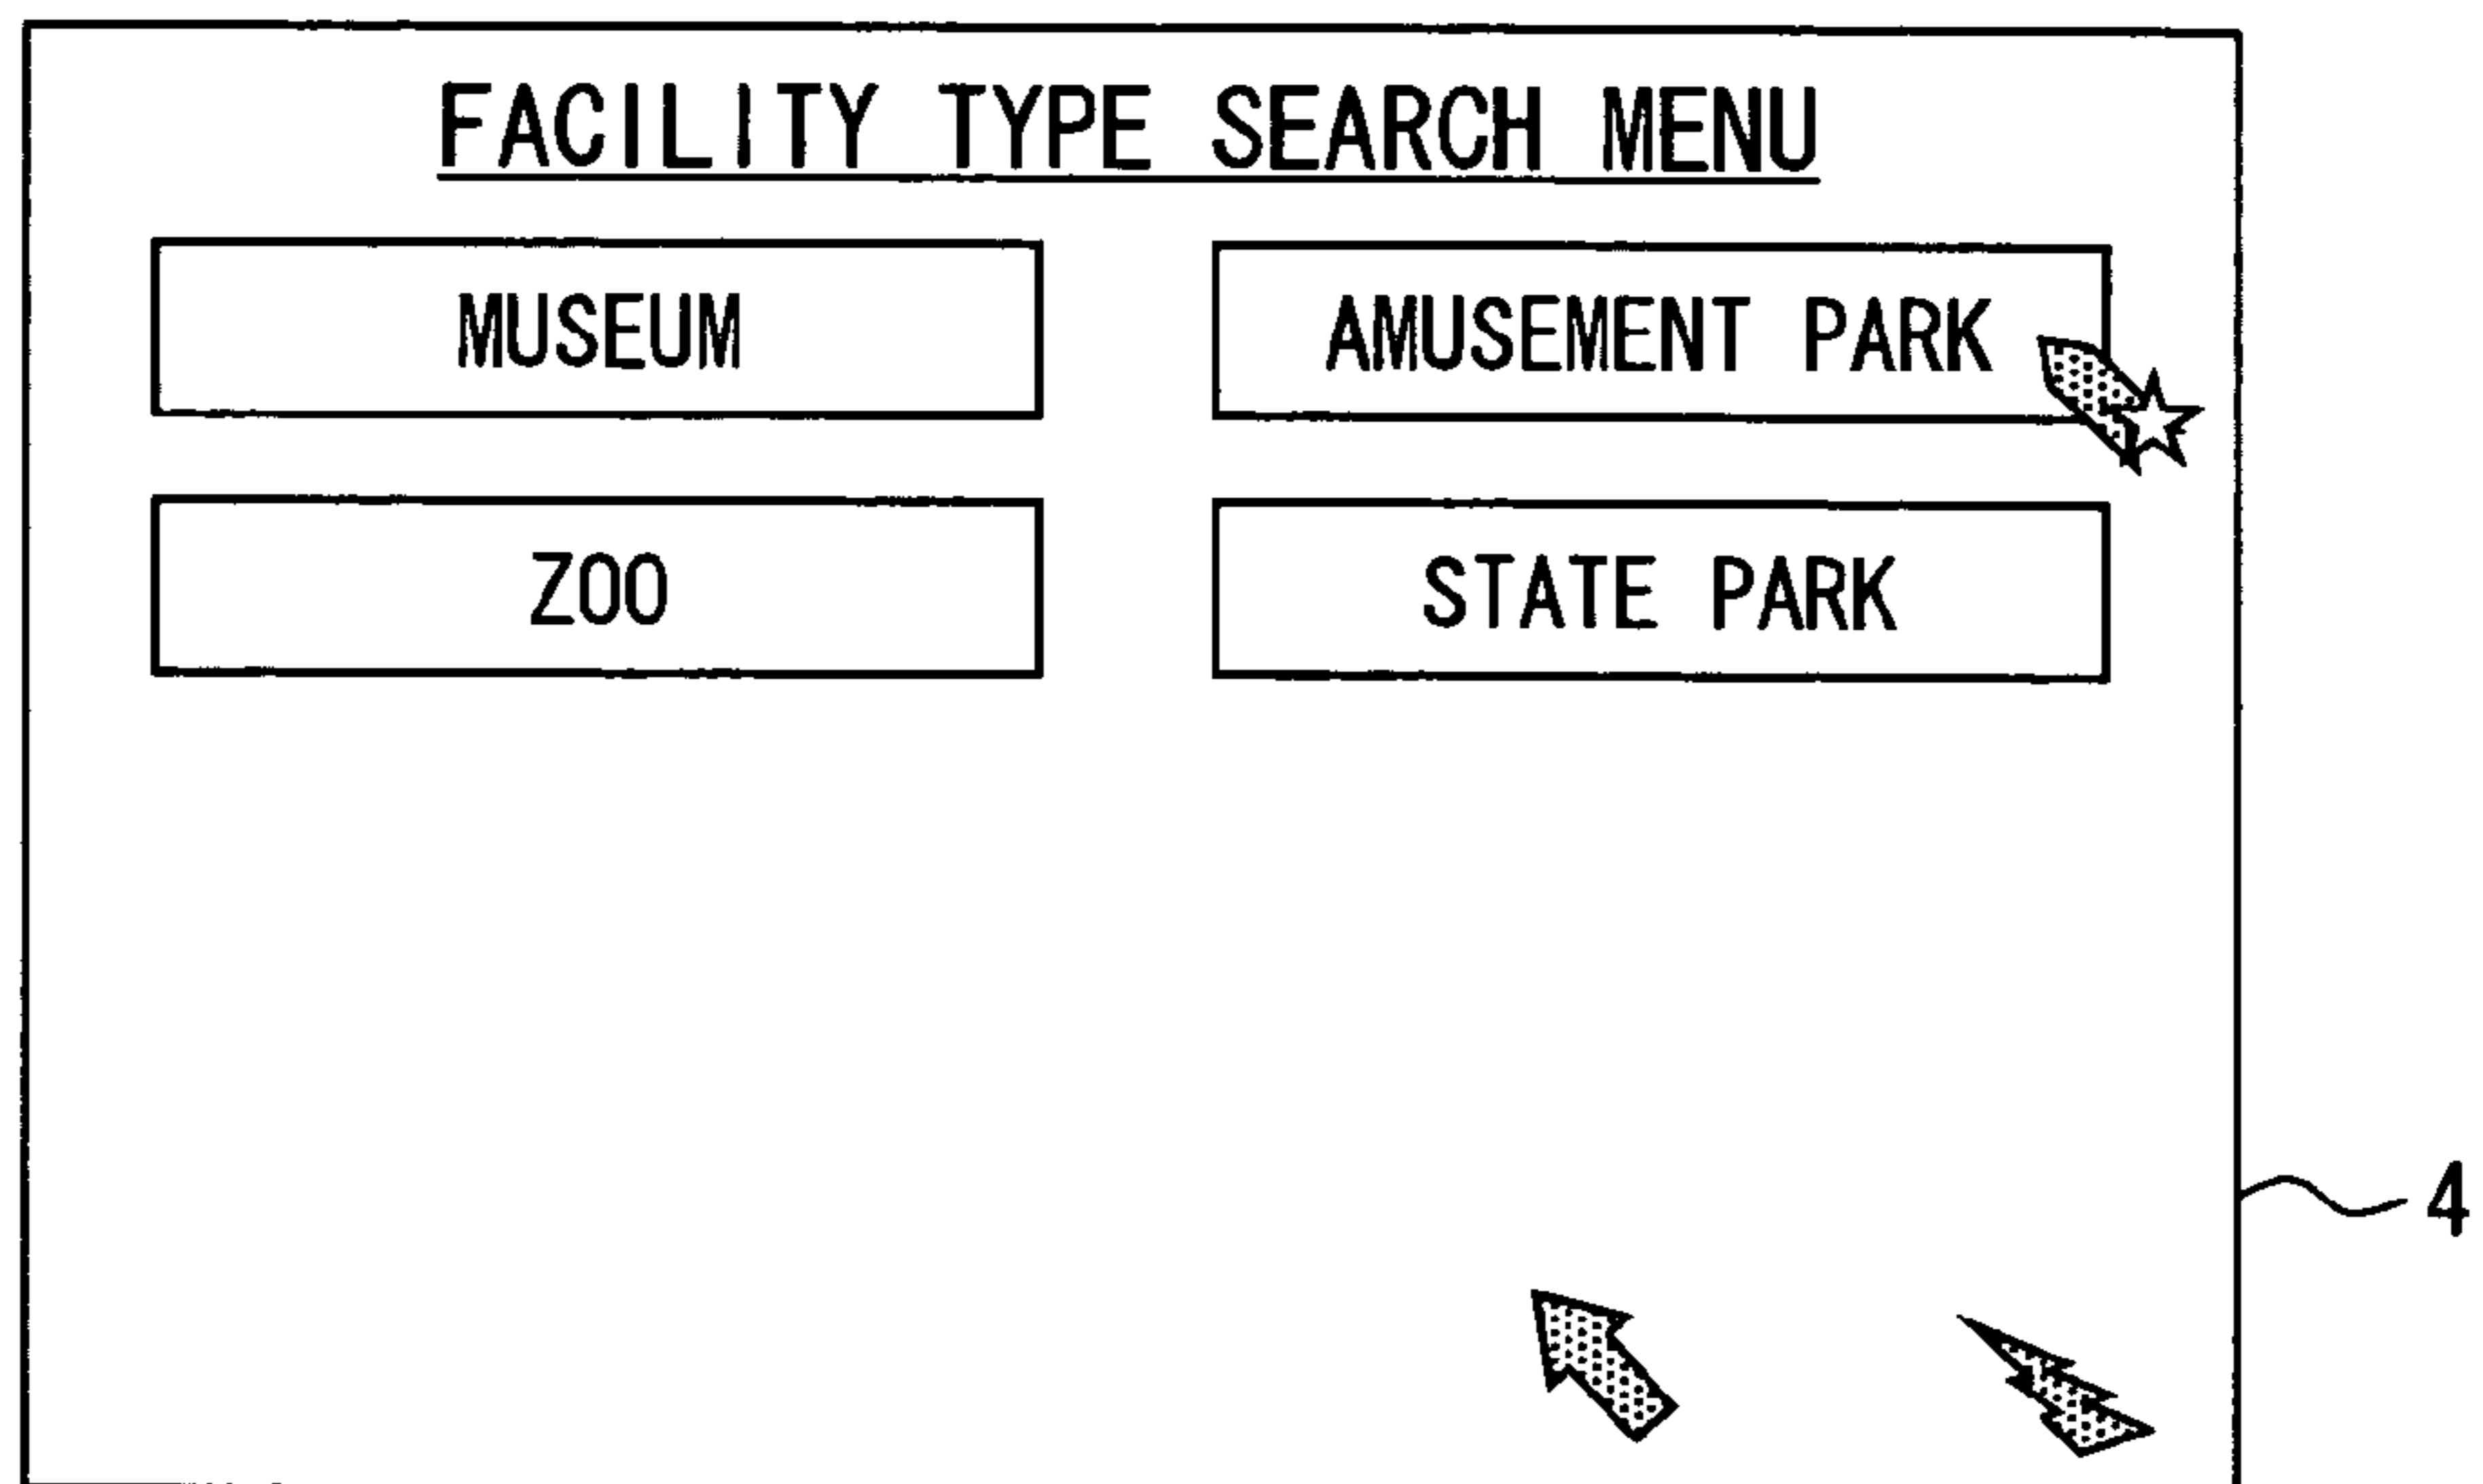 FACILITY TYPE SEARCH MENU
MUSEUM
AMUSEMENT PARK
ZOO
STATE PARK
4